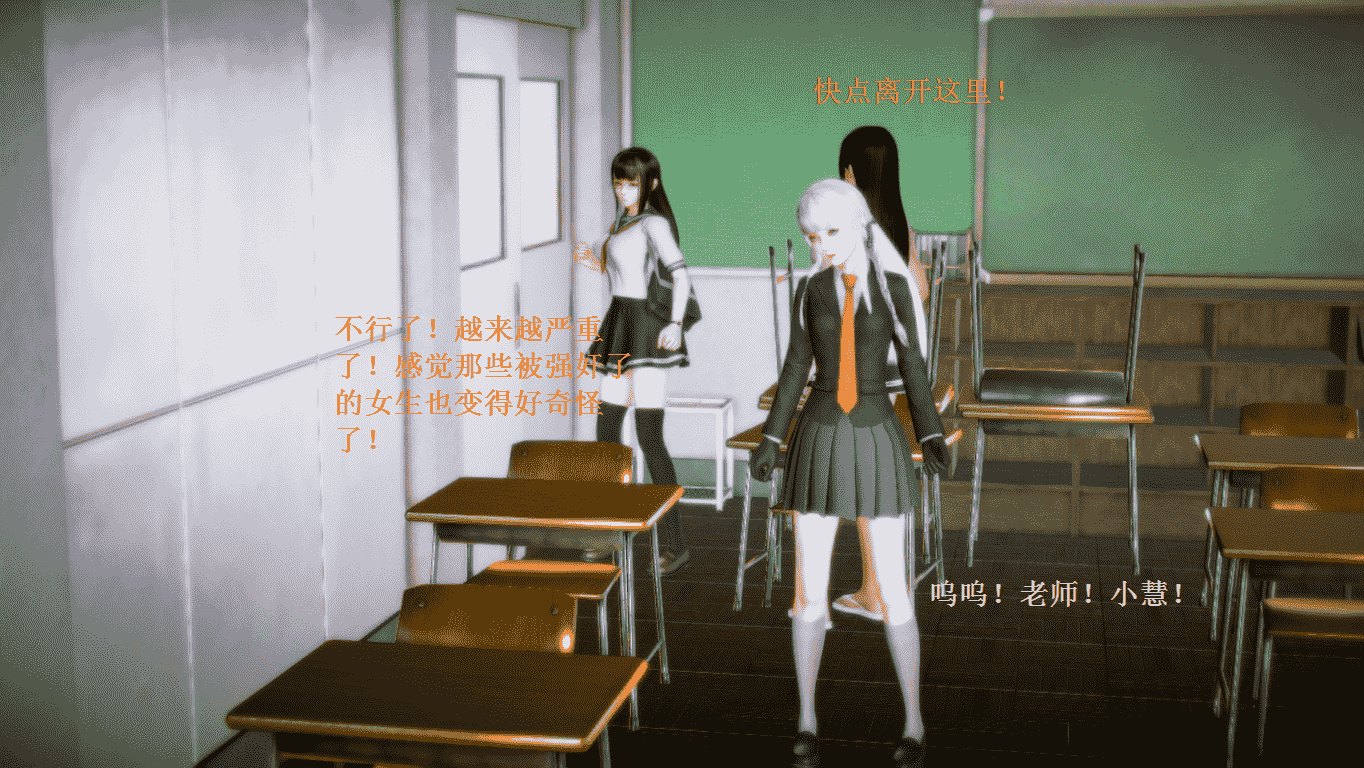 快点离开这里！
不行了！越来越严重
了！感觉那些被强奸了
的女生也变得好奇怪
了！
呜呜！老师！小慧！